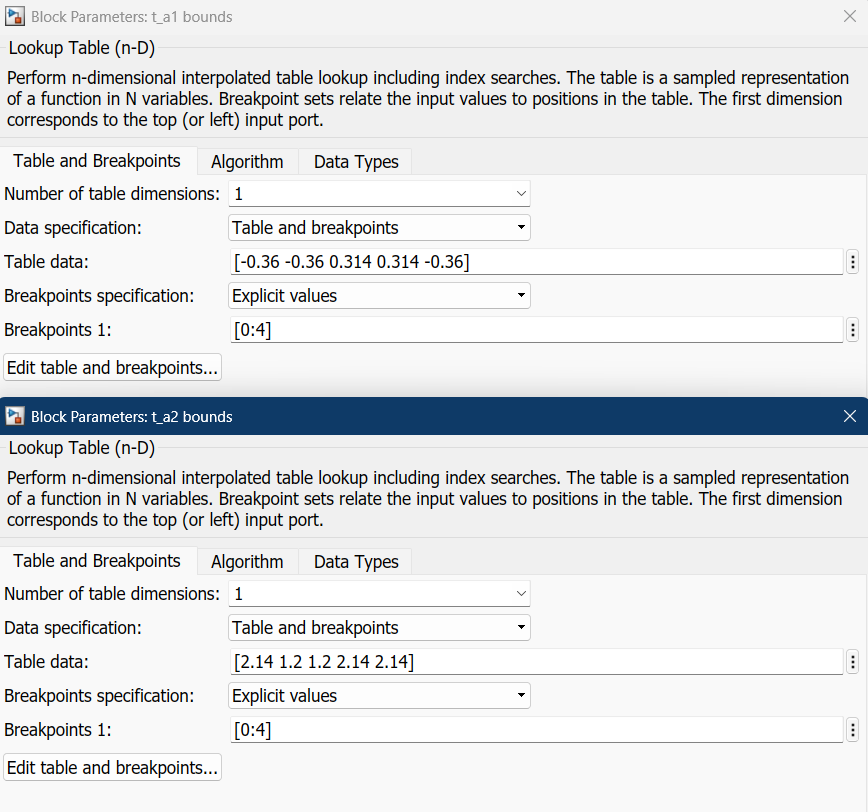 Block Parameters: t_a1 bounds
Lookup Table (n-D)
Perform n-dimensional interpolated table lookup including index searches. The table is a sampled representation
of a function in N variables. Breakpoint sets relate the input values to positions in the table. The first dimension
corresponds to the top (or left) input port.
Table and Breakpoints Algorithm Data Types
Number of table dimensions: 1
Data specification: Table and breakpoints
Table data: [-0.36 -0.36 0.314 0.314 -0.36]
Breakpoints specification: Explicit values
Breakpoints 1: [0:4]
Edit table and breakpoints...
Block Parameters: t_a2 bounds
Lookup Table (n-D)
Perform n-dimensional interpolated table lookup including index searches. The table is a sampled representation
of a function in N variables. Breakpoint sets relate the input values to positions in the table. The first dimension
corresponds to the top (or left) input port.
Table and Breakpoints Algorithm Data Types
Number of table dimensions: 1
Data specification: Table and breakpoints
Table data: [2.14 1.2 1.2 2.14 2.14]
Breakpoints specification: Explicit values
Breakpoints 1: [0:4]
Edit table and breakpoints...